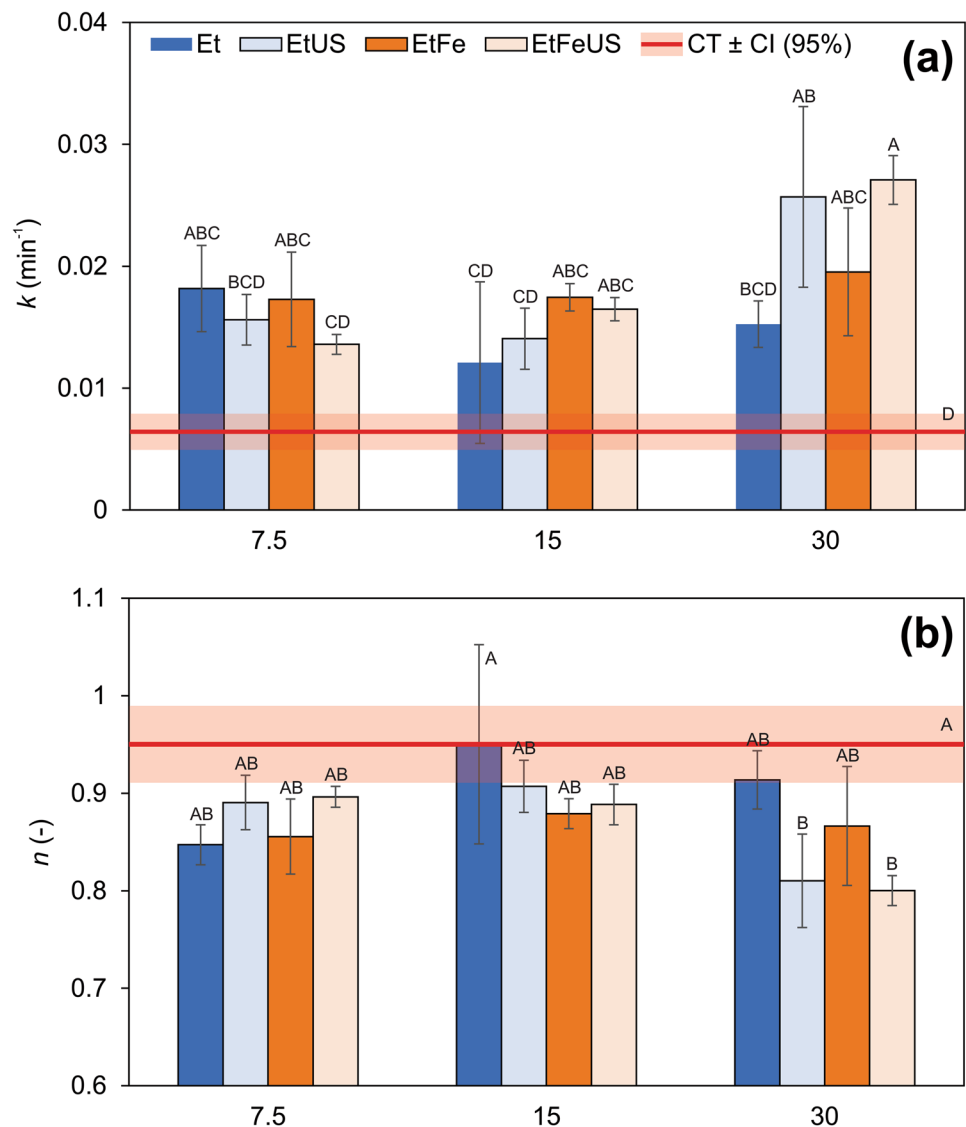 0.04
Et EtUS EtFe EtFeUS CT ± CI (95%)
(a)
AB
0.03
A
ABC
ABC
ABC
k (min⁻¹)
0.02
BCD
CD
CD
CD
ABC
ABC
BCD
0.01
D
0
7.5 15 30
1.1
(b)
A
1
A
AB
AB
AB
AB
AB
AB
0.9
AB
AB
AB
n (-)
B
B
0.8
0.7
0.6
7.5 15 30